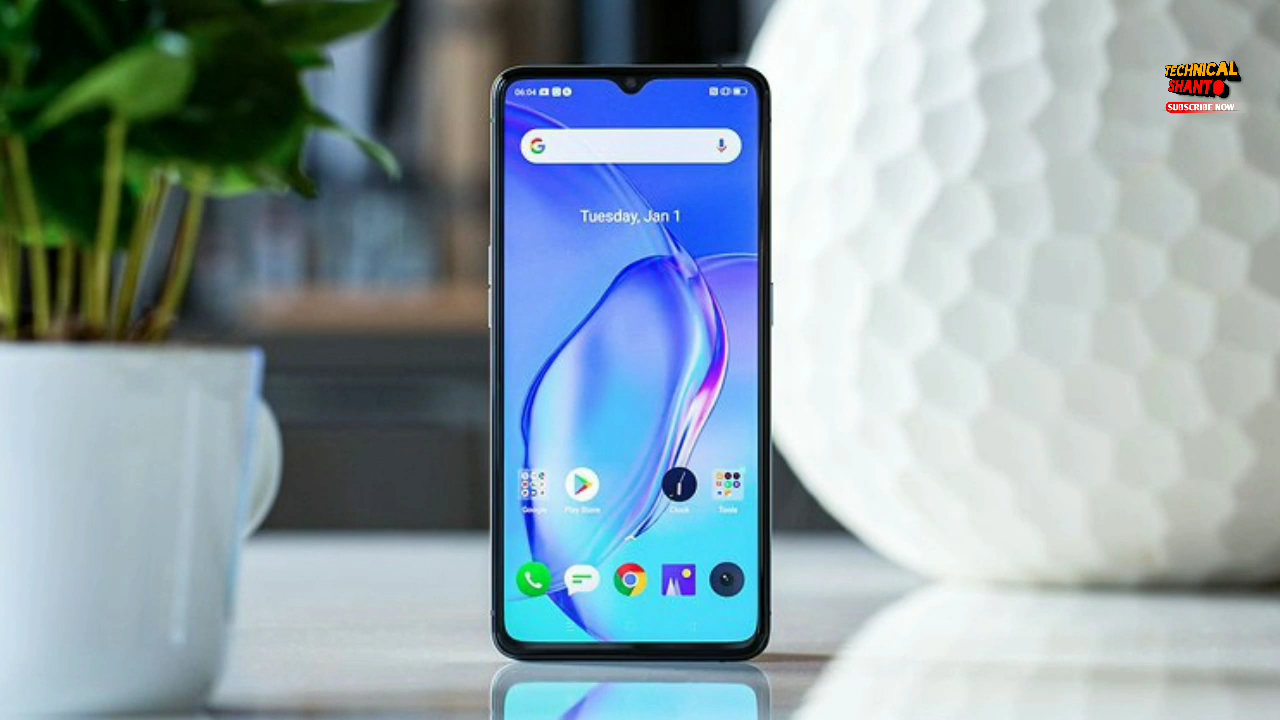 TECHNICAL
SHANTO
SUBSCRIBE NOW
06:04
Tuesday, Jan 1
Google
Play Store
Clock
Tools